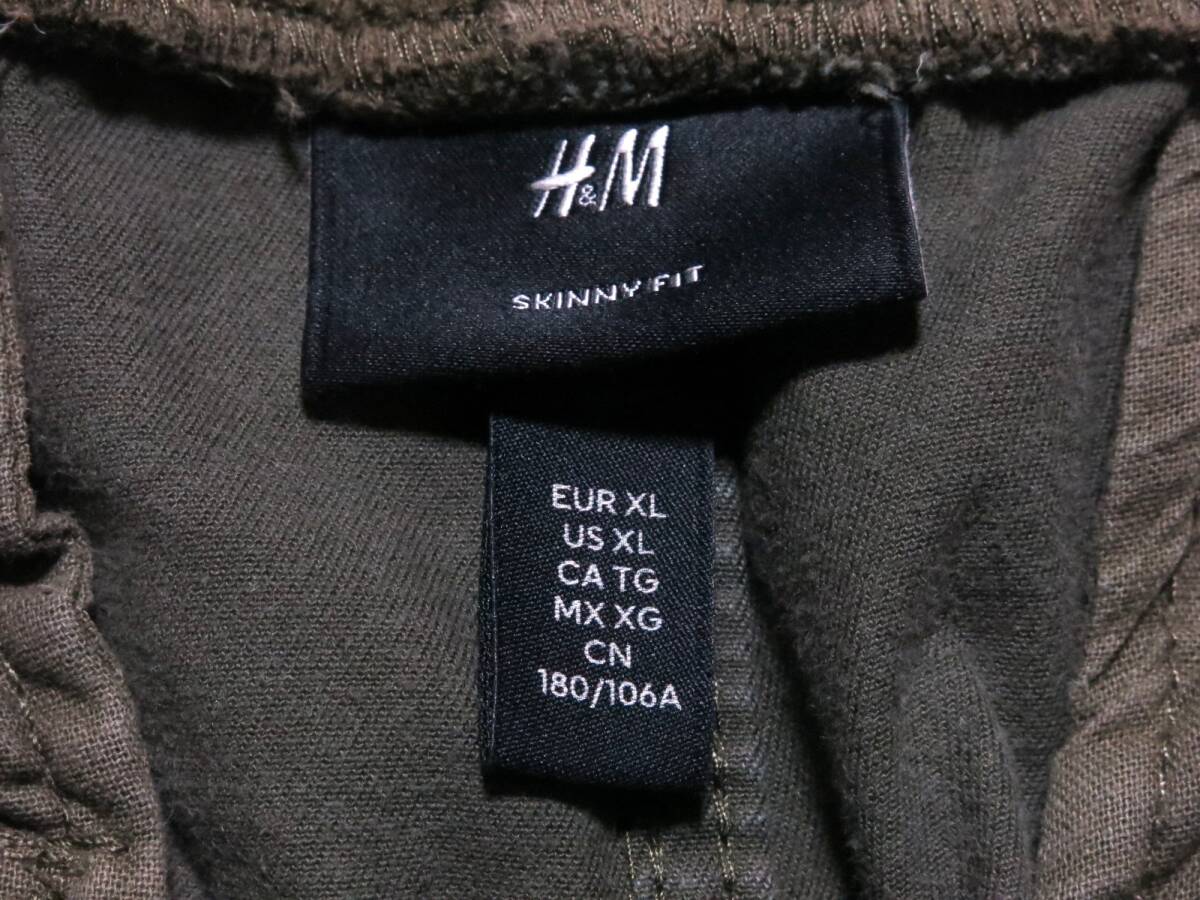 H&M
SKINNY FIT
EUR XL
US XL
CA TG
MX XG
CN
180/106A